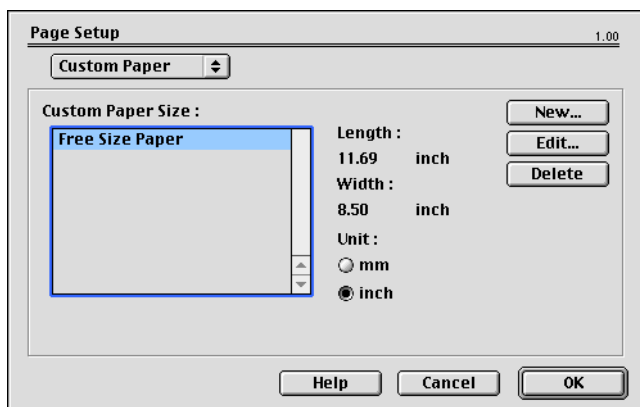 Page Setup
1.00
Custom Paper
Custom Paper Size :
Free Size Paper
Length :
11.69 inch
Width :
8.50 inch
Unit :
mm
inch
New...
Edit...
Delete
Help
Cancel
OK